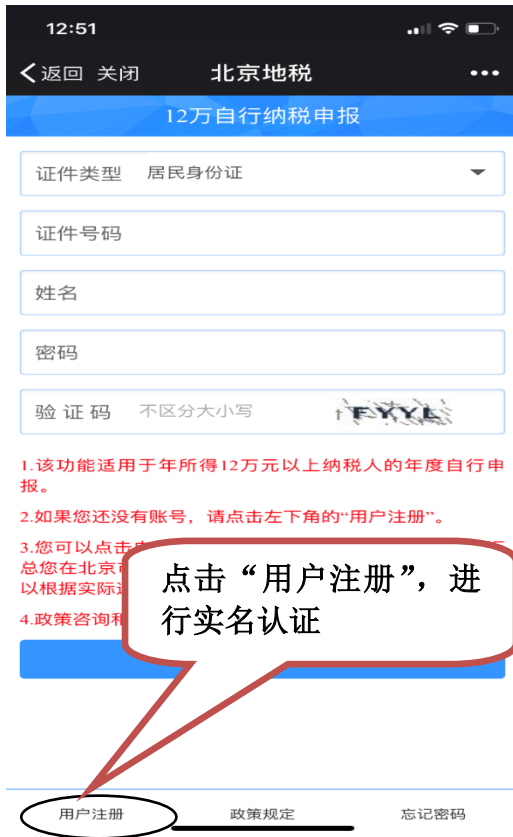 12:51
返回 关闭 北京地税
12万自行纳税申报
证件类型 居民身份证
证件号码
姓名
密码
验证码 不区分大小写 FYYL
1.该功能适用于年所得12万元以上纳税人的年度自行申
报。
2.如果您还没有账号，请点击左下角的“用户注册”。
3.您可以点击
总您在北京
以根据实际
4.政策咨询和
点击“用户注册”，进
行实名认证
用户注册 政策规定 忘记密码